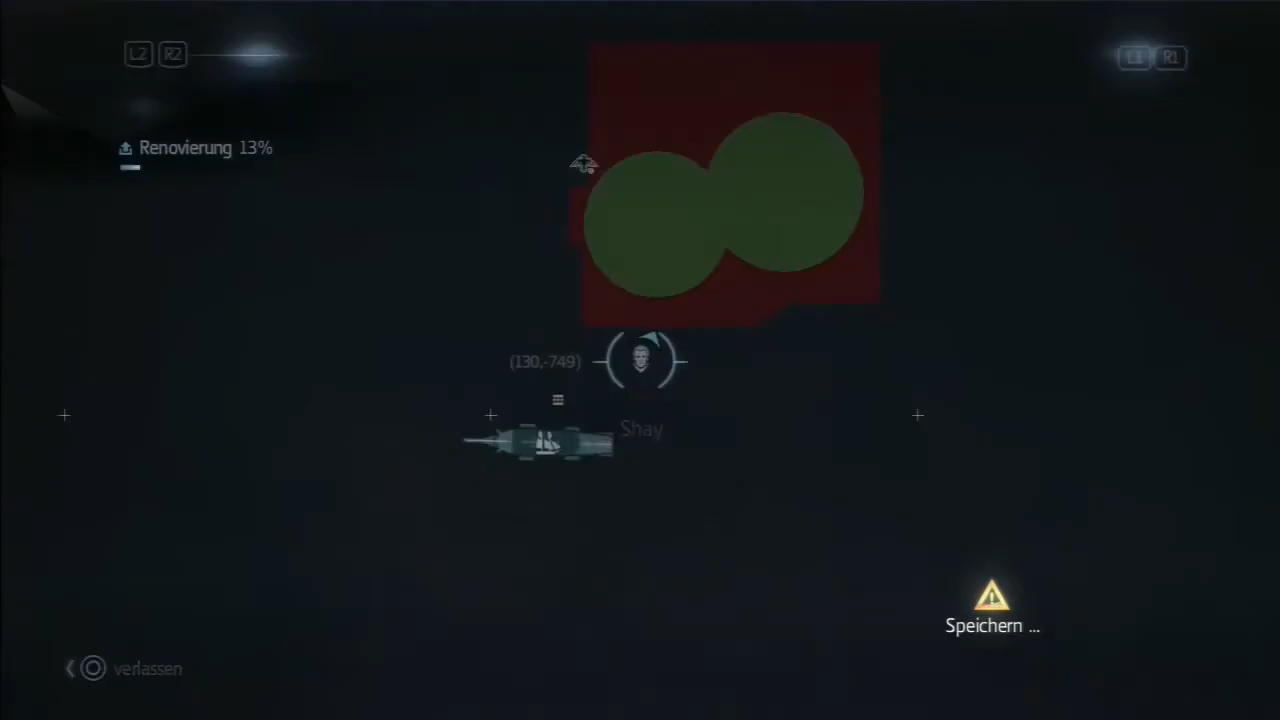 L2 R2
L1 R1
Renovierung 13%
(130,-749)
Shay
Speichern ...
verlassen